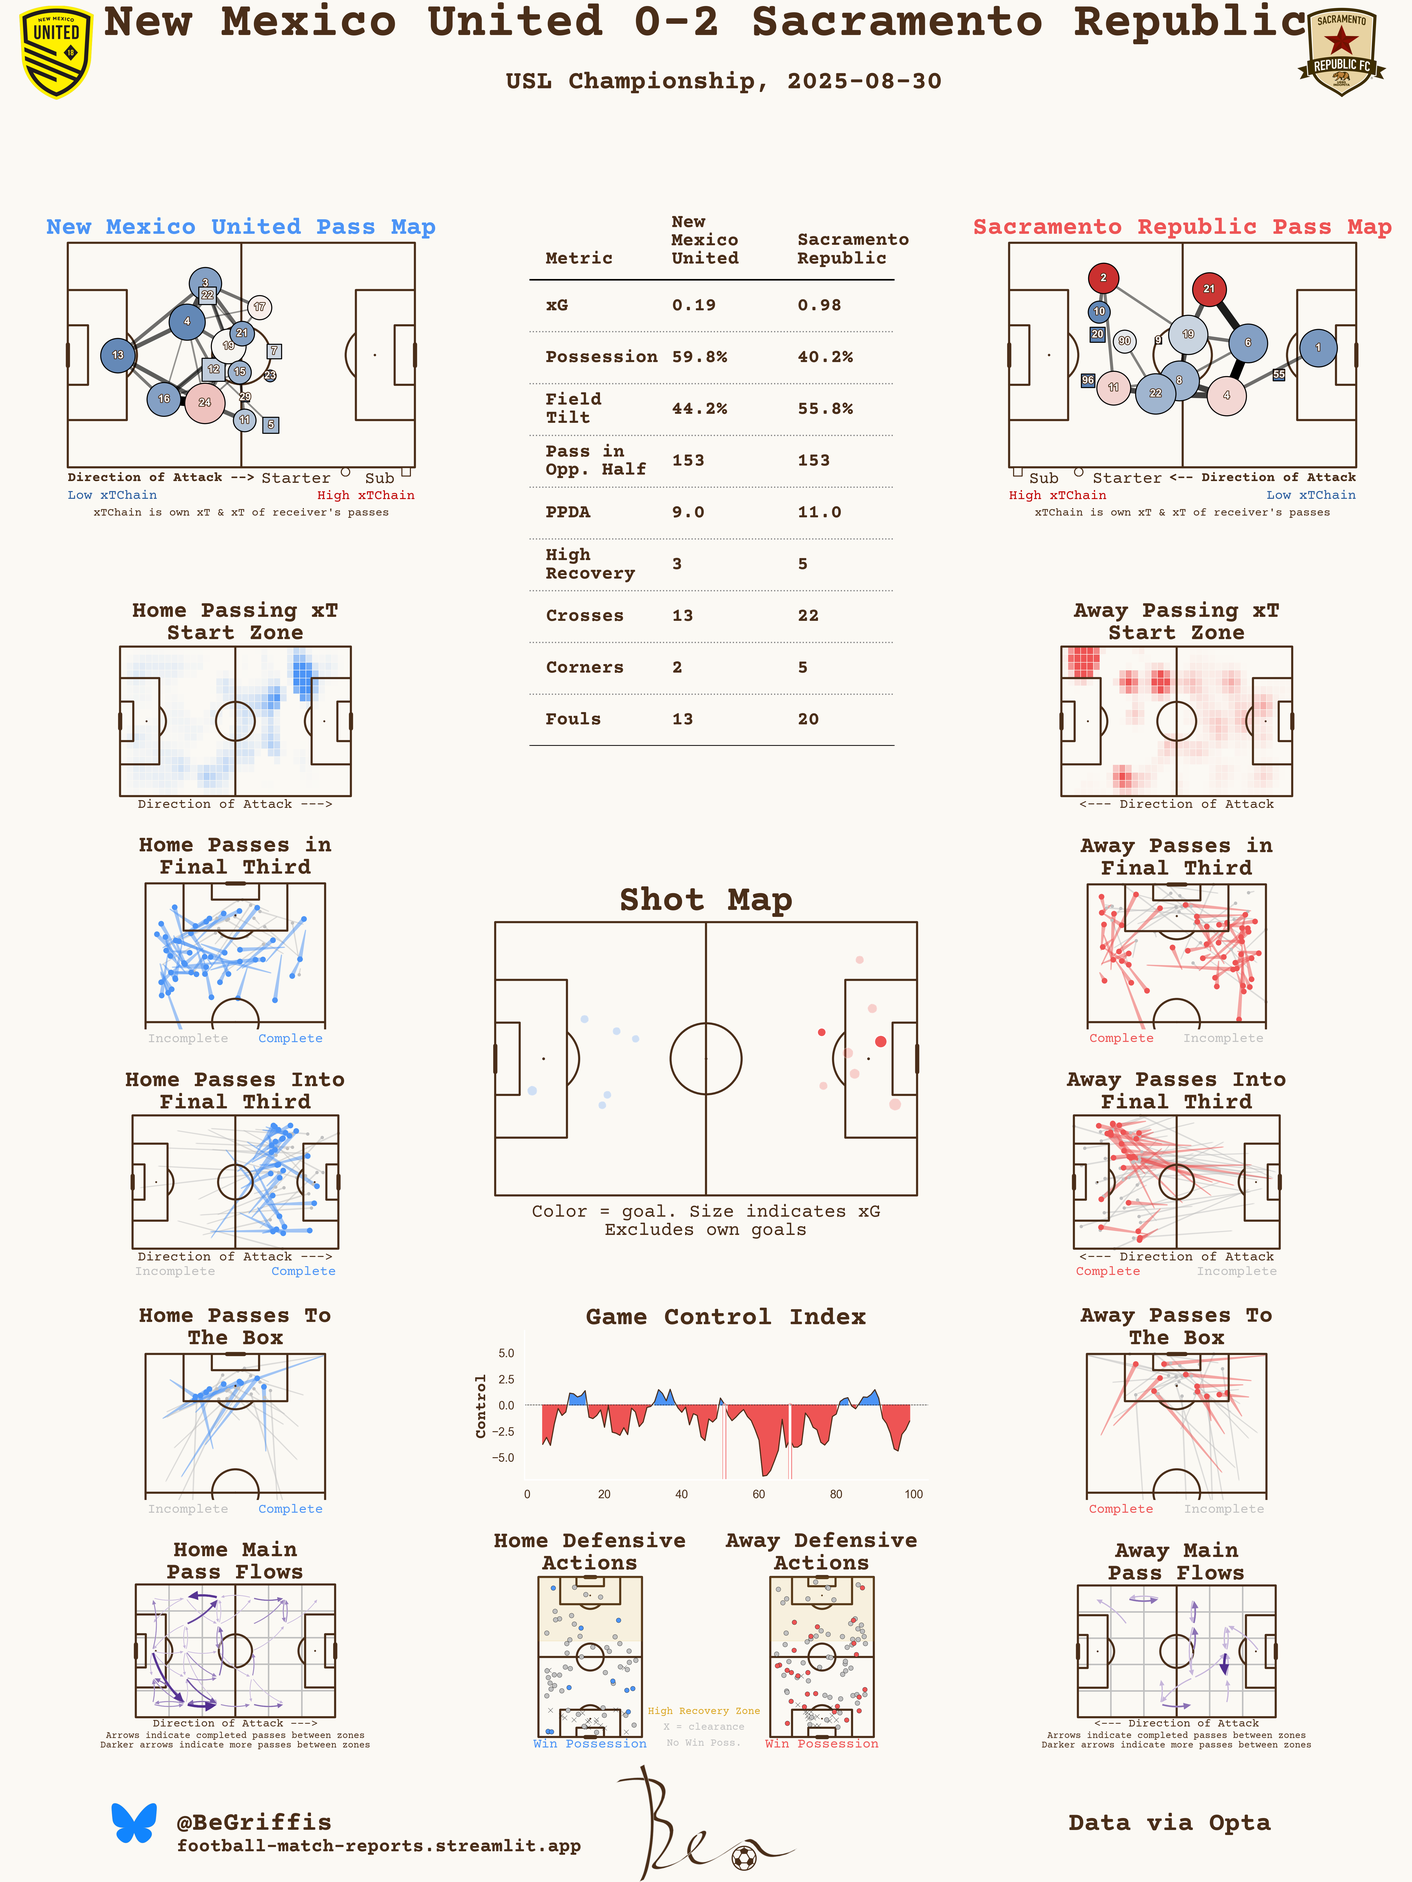 New Mexico United 0-2 Sacramento Republic
USL Championship, 2025-08-30
NEW MEXICO
UNITED
18
SACRAMENTO
REPUBLIC FC
New Mexico United Pass Map
3
22
17
4
21
19
7
13
12
15
23
16
24
29
11
5
Direction of Attack --> Starter Sub
Low xTChain High xTChain
xTChain is own xT & xT of receiver's passes
Metric New Mexico United Sacramento Republic
xG 0.19 0.98
Possession 59.8% 40.2%
Field Tilt 44.2% 55.8%
Pass in Opp. Half 153 153
PPDA 9.0 11.0
High Recovery 3 5
Crosses 13 22
Corners 2 5
Fouls 13 20
Sacramento Republic Pass Map
2
21
10
20
90
9
19
6
1
96
11
22
8
4
55
Sub Starter <-- Direction of Attack
High xTChain Low xTChain
xTChain is own xT & xT of receiver's passes
Home Passing xT
Start Zone
Direction of Attack --->
Away Passing xT
Start Zone
<--- Direction of Attack
Home Passes in
Final Third
Incomplete Complete
Away Passes in
Final Third
Complete Incomplete
Shot Map
Color = goal. Size indicates xG
Excludes own goals
Home Passes Into
Final Third
Direction of Attack --->
Incomplete Complete
Away Passes Into
Final Third
<--- Direction of Attack
Complete Incomplete
Home Passes To
The Box
Incomplete Complete
Game Control Index
Control
5.0
2.5
0.0
−2.5
−5.0
0 20 40 60 80 100
Away Passes To
The Box
Complete Incomplete
Home Main
Pass Flows
Direction of Attack --->
Arrows indicate completed passes between zones
Darker arrows indicate more passes between zones
Home Defensive
Actions
Win Possession
High Recovery Zone
X = clearance
No Win Poss.
Away Defensive
Actions
Win Possession
Away Main
Pass Flows
<--- Direction of Attack
Arrows indicate completed passes between zones
Darker arrows indicate more passes between zones
@BeGriffis
football-match-reports.streamlit.app
Ben
Data via Opta